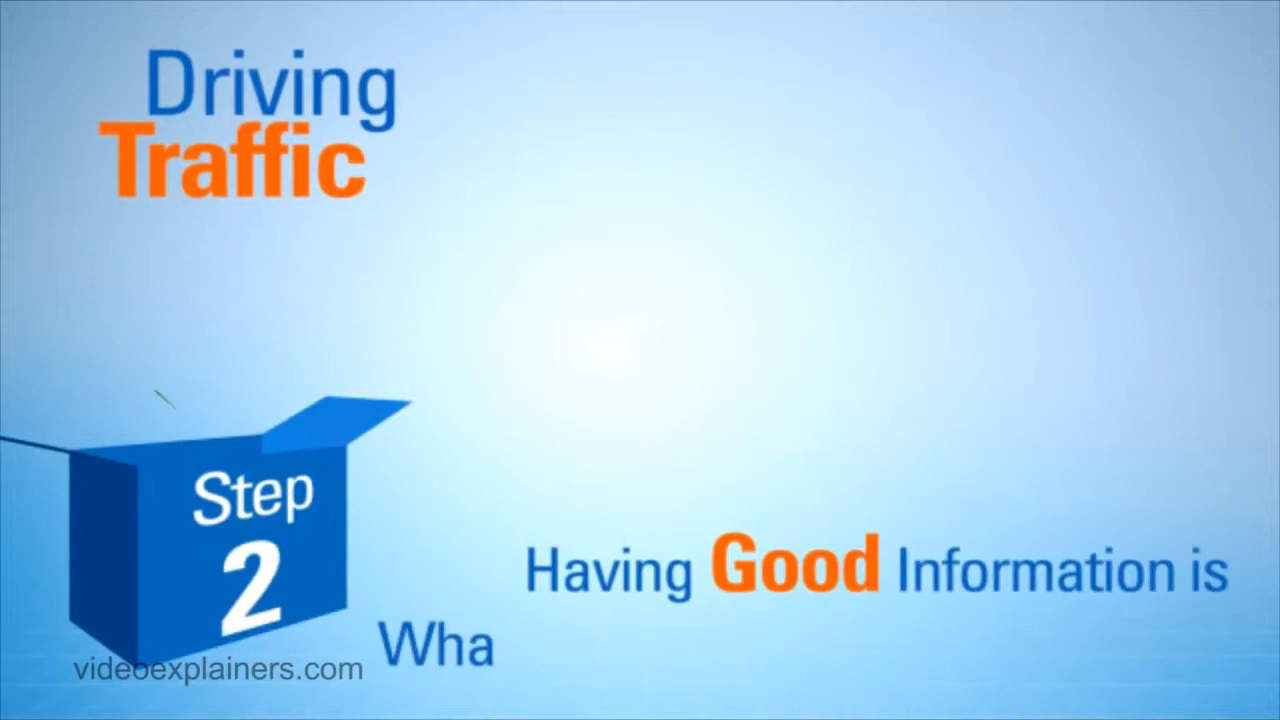 Driving
Traffic
Step
2
Having Good Information is
Wha
videoexplainers.com